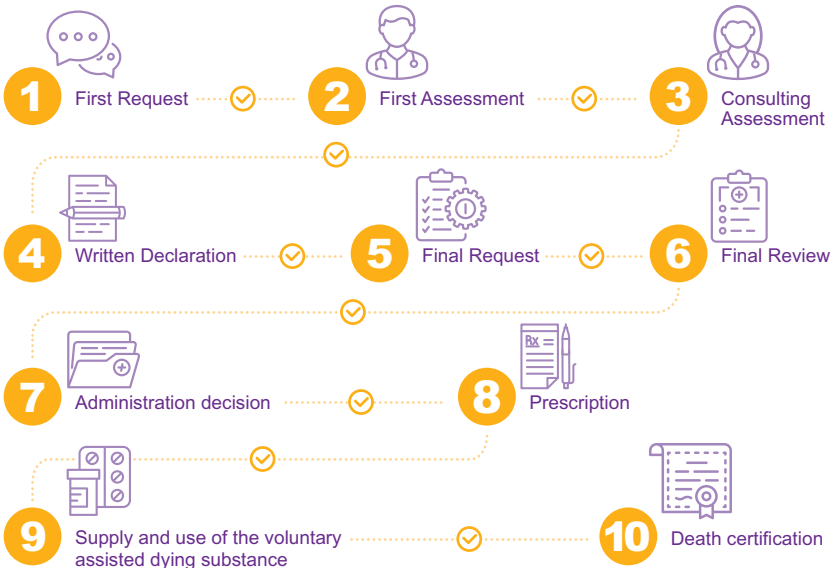 1 First Request
2 First Assessment
3 Consulting
Assessment
4 Written Declaration
5 Final Request
6 Final Review
7 Administration decision
Rx
8 Prescription
9 Supply and use of the voluntary
assisted dying substance
10 Death certification